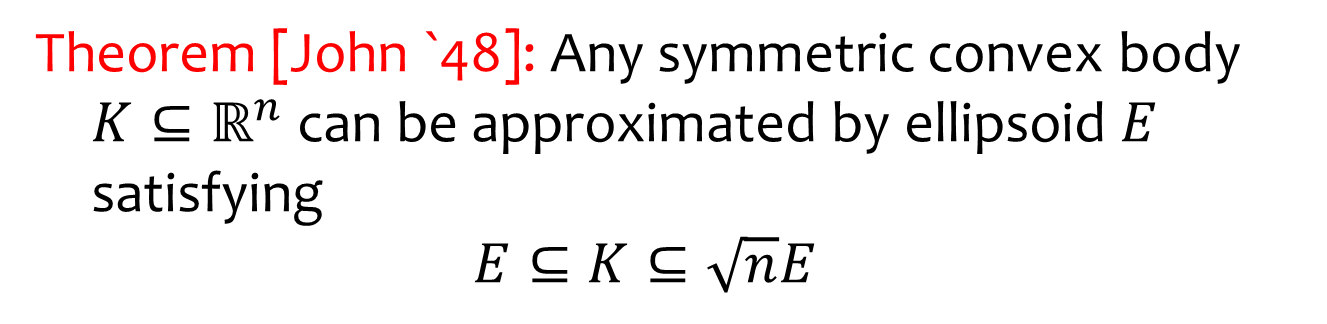 Theorem [John `48]: Any symmetric convex body
K ⊆ ℝⁿ can be approximated by ellipsoid E
satisfying
E ⊆ K ⊆ √nE